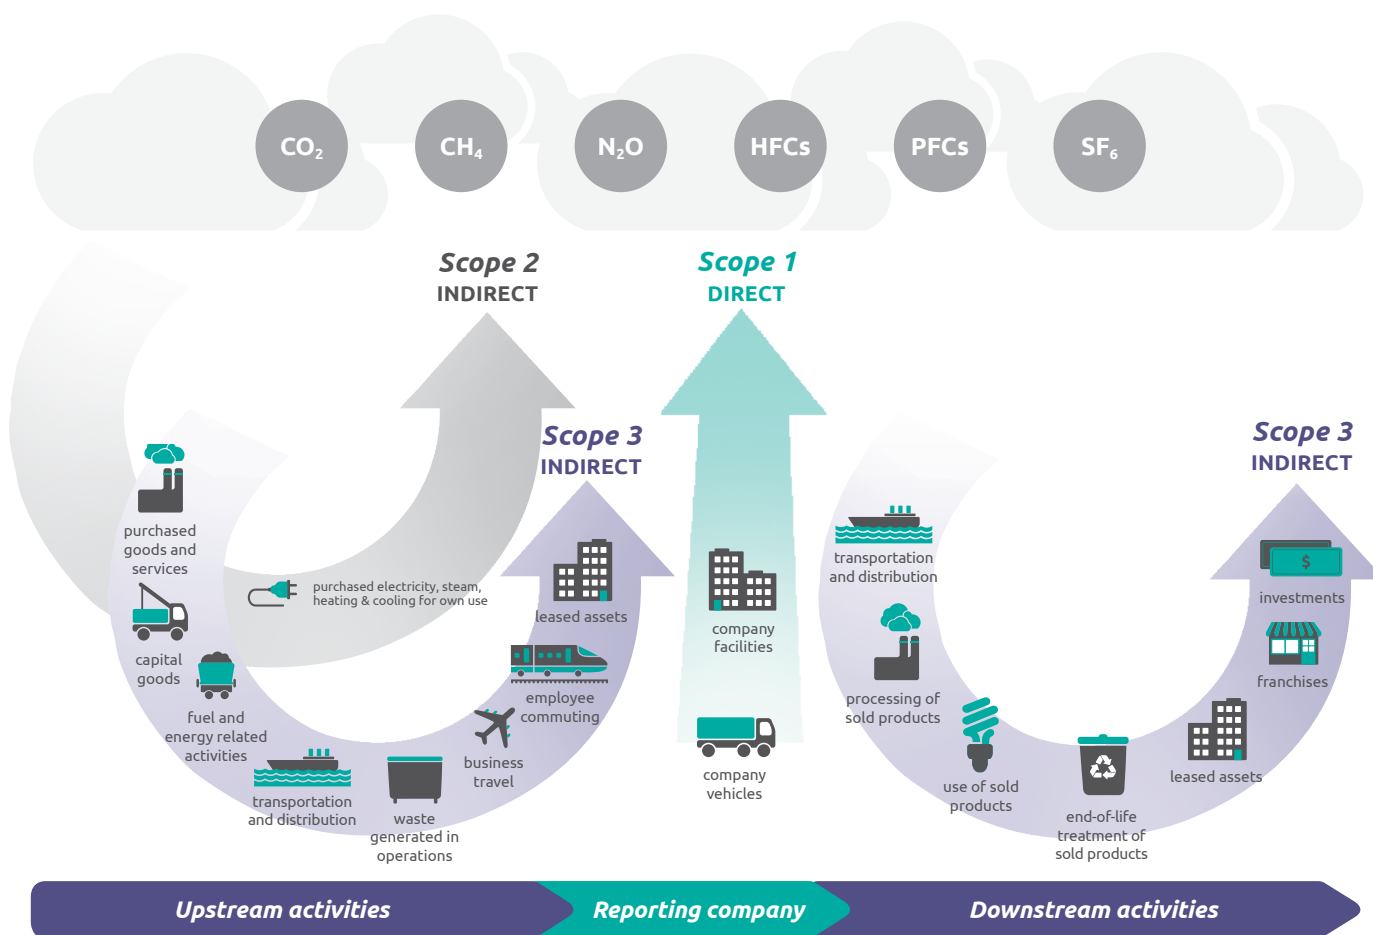 CO₂
CH₄
N₂O
HFCs
PFCs
SF₆
Scope 2
INDIRECT
Scope 1
DIRECT
Scope 3
INDIRECT
Scope 3
INDIRECT
purchased
goods and
services
capital
goods
fuel and
energy related
activities
purchased electricity, steam,
heating & cooling for own use
transportation
and distribution
waste
generated in
operations
business
travel
employee
commuting
leased assets
company
facilities
company
vehicles
transportation
and distribution
processing of
sold products
use of sold
products
end-of-life
treatment of
sold products
leased assets
franchises
$
investments
Upstream activities
Reporting company
Downstream activities